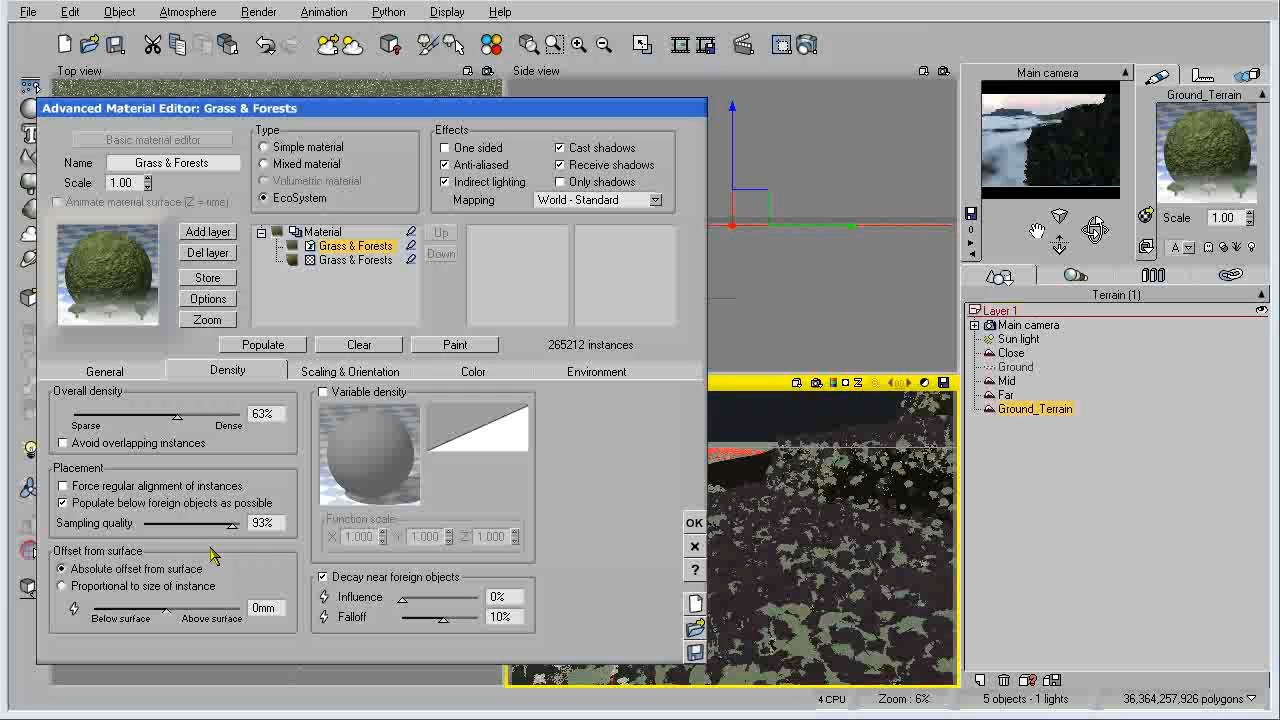 File Edit Object Atmosphere Render Animation Python Display Help
Top view
Side view
Main camera
Ground_Terrain
Scale 1.00
Advanced Material Editor: Grass & Forests
Basic material editor
Name Grass & Forests
Scale 1.00
Animate material surface (Z = time)
Type
Simple material
Mixed material
Volumetric material
EcoSystem
Effects
One sided
Cast shadows
Anti-aliased
Receive shadows
Indirect lighting
Only shadows
Mapping World - Standard
Add layer
Del layer
Store
Options
Zoom
Material
Grass & Forests
Grass & Forests
Up
Down
Populate Clear Paint 265212 instances
General Density Scaling & Orientation Color Environment
Overall density
63%
Sparse Dense
Avoid overlapping instances
Placement
Force regular alignment of instances
Populate below foreign objects as possible
Sampling quality 93%
Offset from surface
Absolute offset from surface
Proportional to size of instance
0mm
Below surface Above surface
Variable density
Function scale:
X 1.000 Y 1.000 Z 1.000
Decay near foreign objects
Influence 0%
Falloff 10%
OK
?
A
Terrain (1)
Layer 1
Main camera
Sun light
Close
Ground
Mid
Far
Ground_Terrain
4 CPU Zoom : 6% 5 objects - 1 lights 36,364,257,926 polygons